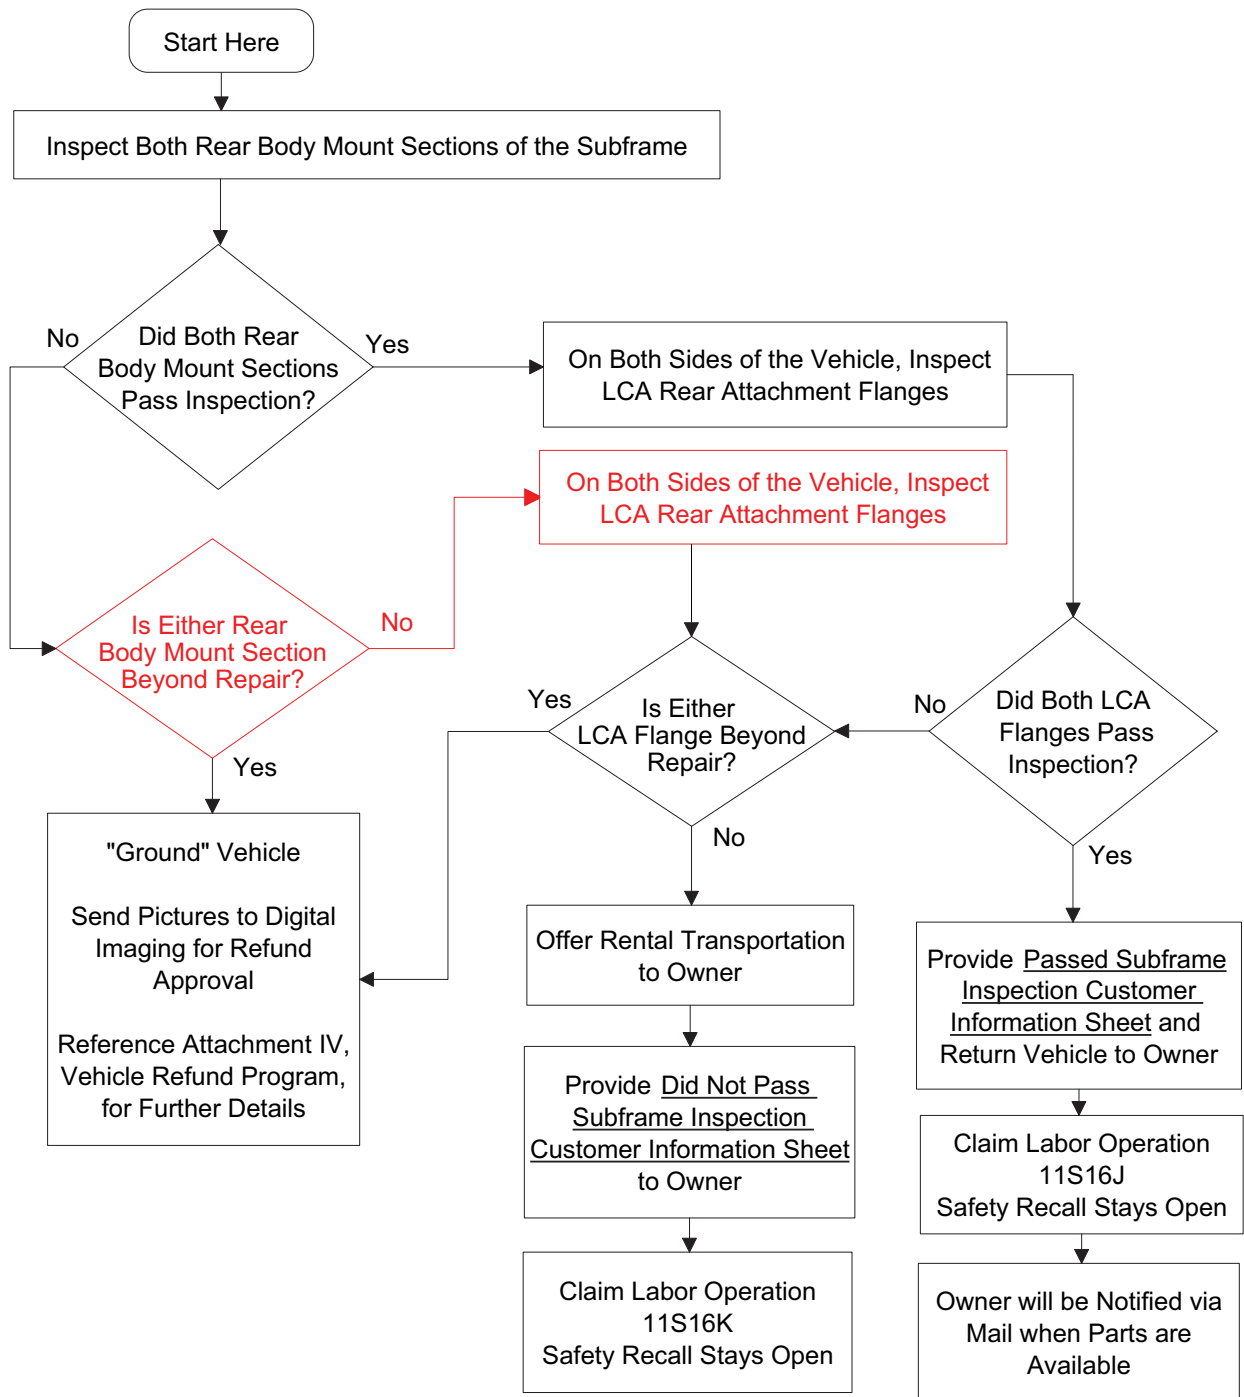 Start Here
Inspect Both Rear Body Mount Sections of the Subframe
Did Both Rear
Body Mount Sections
Pass Inspection?
No
Yes
On Both Sides of the Vehicle, Inspect
LCA Rear Attachment Flanges
On Both Sides of the Vehicle, Inspect
LCA Rear Attachment Flanges
Is Either Rear
Body Mount Section
Beyond Repair?
No
Yes
Is Either
LCA Flange Beyond
Repair?
Yes
No
Did Both LCA
Flanges Pass
Inspection?
No
Yes
"Ground" Vehicle
Send Pictures to Digital
Imaging for Refund
Approval
Reference Attachment IV,
Vehicle Refund Program,
for Further Details
Offer Rental Transportation
to Owner
Provide Did Not Pass
Subframe Inspection
Customer Information Sheet
to Owner
Claim Labor Operation
11S16K
Safety Recall Stays Open
Provide Passed Subframe
Inspection Customer
Information Sheet and
Return Vehicle to Owner
Claim Labor Operation
11S16J
Safety Recall Stays Open
Owner will be Notified via
Mail when Parts are
Available